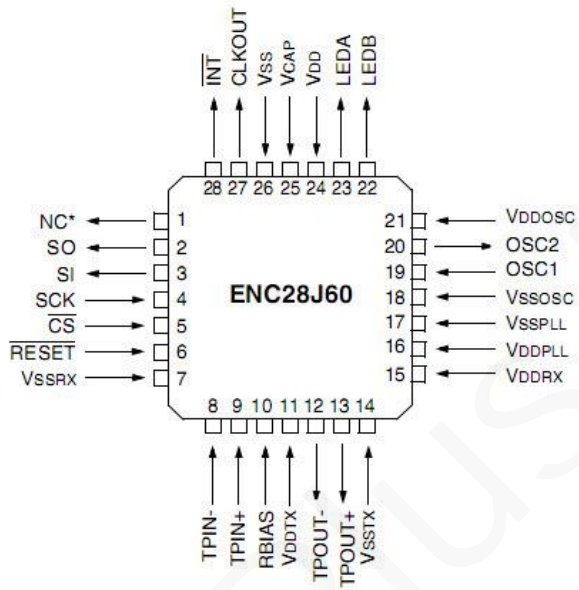 INT
CLKOUT
VSS
VCAP
VDD
LEDA
LEDB
28 27 26 25 24 23 22
NC* 1
SO 2
SI 3
SCK 4
CS 5
RESET 6
VSSRX 7
ENC28J60
21 VDDOSC
20 OSC2
19 OSC1
18 VSSOSC
17 VSSPLL
16 VDDPLL
15 VDDRX
8 9 10 11 12 13 14
TPIN-
TPIN+
RBIAS
VDDTX
TPOUT-
TPOUT+
VSSTX